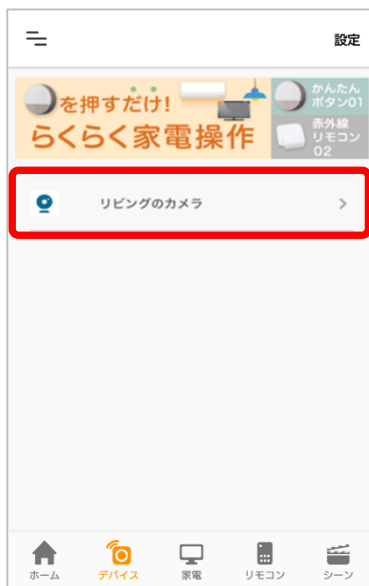 設定
を押すだけ!
らくらく家電操作
かんたん
ボタン01
赤外線
リモコン
02
リビングのカメラ
ホーム
デバイス
家電
リモコン
シーン